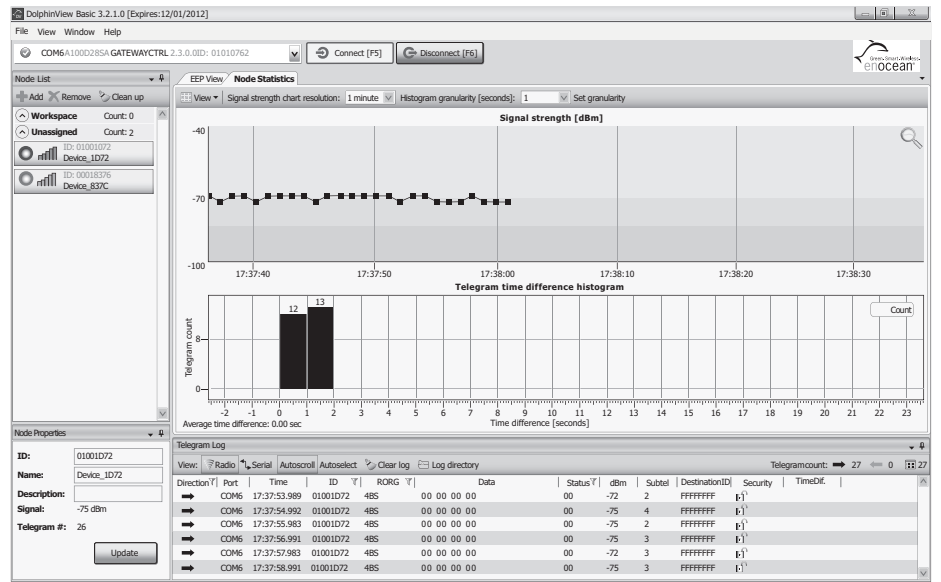 DolphinView Basic 3.2.1.0 [Expires:12/01/2012]
File View Window Help
COM6 A100D28SA GATEWAYCTRL 2.3.0.0ID: 01010762
Connect [F5]
Disconnect [F6]
Green. Smart. Wireless.
enocean
Node List
Add Remove Clean up
Workspace Count: 0
Unassigned Count: 2
ID: 01001072
Device_1D72
ID: 00018376
Device_837C
EEP View Node Statistics
View Signal strength chart resolution: 1 minute Histogram granularity [seconds]: 1 Set granularity
Signal strength [dBm]
-40
-70
-100
17:37:40 17:37:50 17:38:00 17:38:10 17:38:20 17:38:30
Telegram time difference histogram
12 13
Count
Telegram count
8
0
-2 -1 0 1 2 3 4 5 6 7 8 9 10 11 12 13 14 15 16 17 18 19 20 21 22 23
Average time difference: 0.00 sec
Time difference [seconds]
Node Properties
ID: 01001D72
Name: Device_1D72
Description:
Signal: -75 dBm
Telegram #: 26
Update
Telegram Log
View: Radio Serial Autoscroll Autoselect Clear log Log directory Telegramcount: 27 0 27
Direction Port Time ID RORG Data Status dBm Subtel DestinationID Security TimeDif.
COM6 17:37:53.989 01001D72 4BS 00 00 00 00 00 -72 2 FFFFFFFF
COM6 17:37:54.992 01001D72 4BS 00 00 00 00 00 -75 4 FFFFFFFF
COM6 17:37:55.983 01001D72 4BS 00 00 00 00 00 -75 2 FFFFFFFF
COM6 17:37:56.991 01001D72 4BS 00 00 00 00 00 -75 3 FFFFFFFF
COM6 17:37:57.983 01001D72 4BS 00 00 00 00 00 -72 3 FFFFFFFF
COM6 17:37:58.991 01001D72 4BS 00 00 00 00 00 -75 3 FFFFFFFF